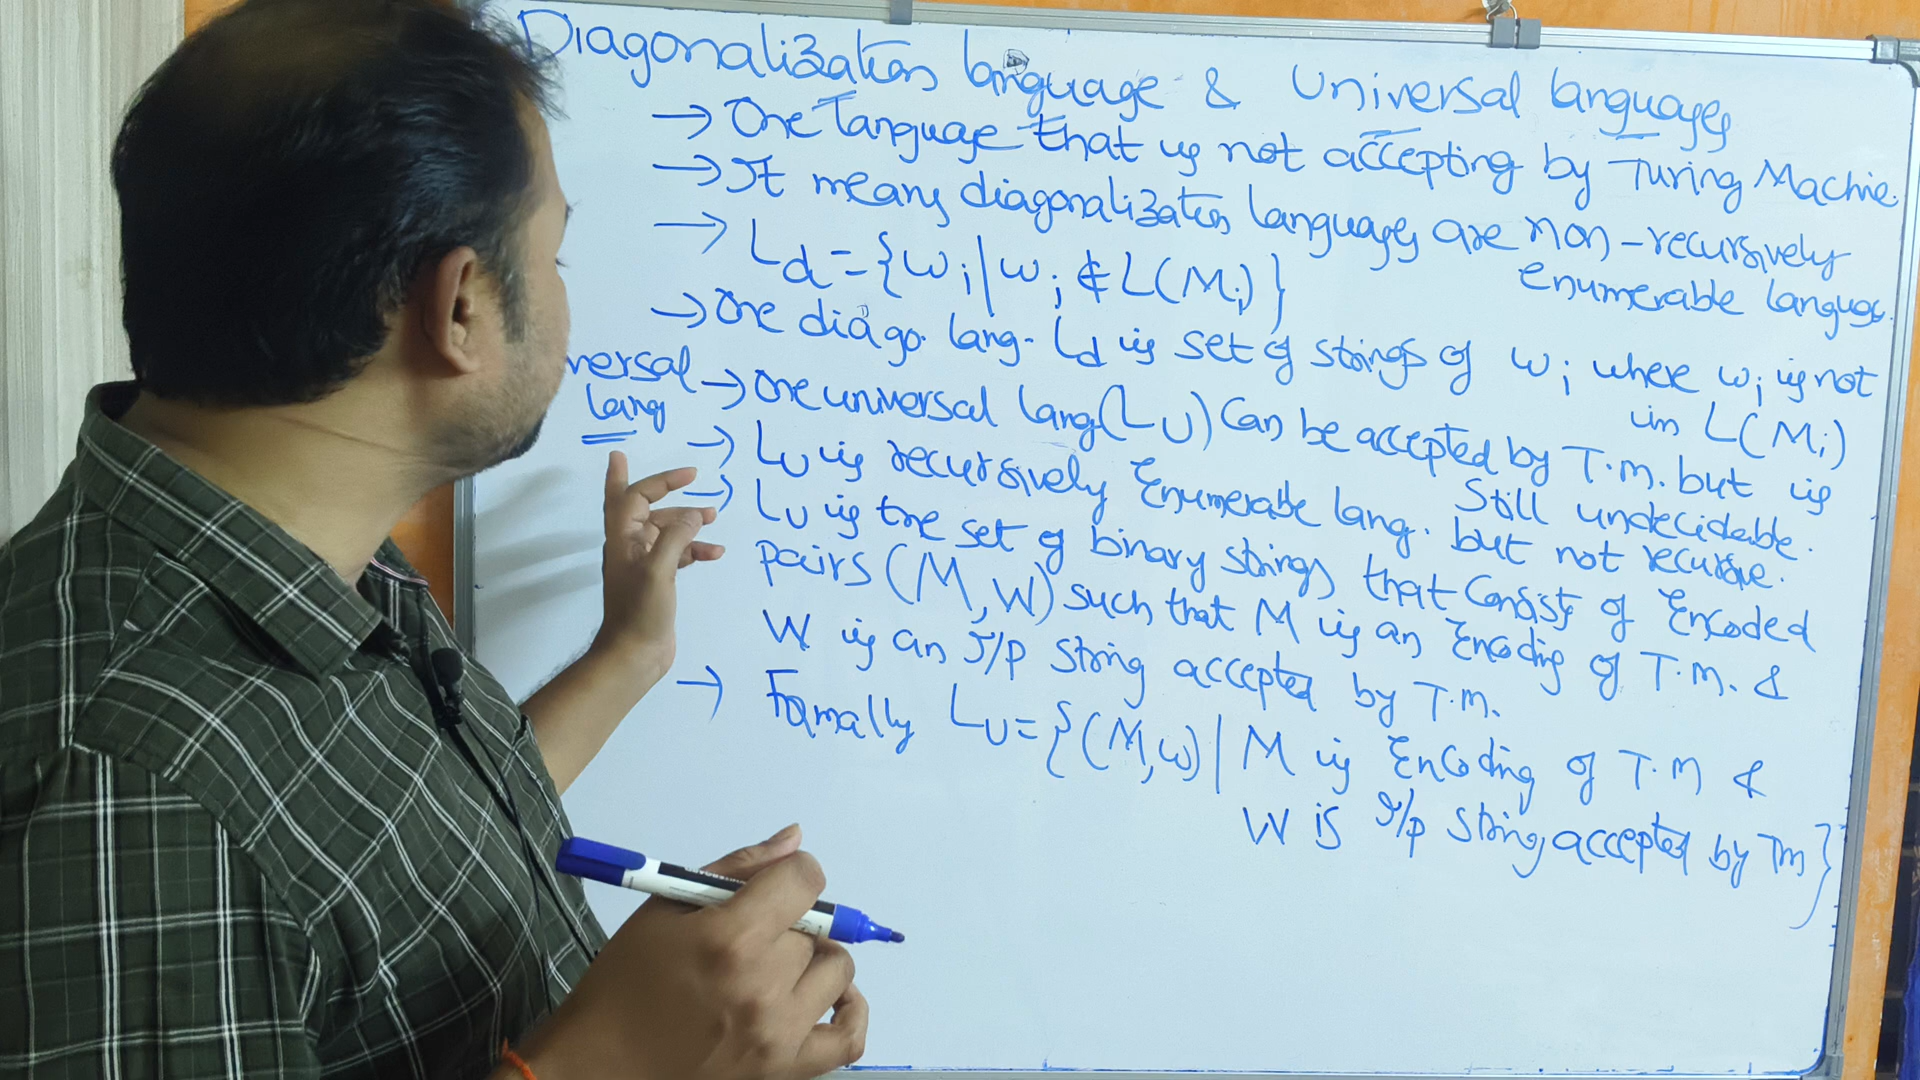 Diagonalization language & Universal languages
→ One language that is not accepting by Turing Machine.
→ It means diagonalization languages are non-recursively
enumerable languags.
→ Ld = {wi | wi ∉ L(Mi)}
→ One diago. lang. Ld is set of strings of wi where wi is not
in L(Mi)
versal
lang
→ One universal lang (LU) Can be accepted by T.M. but is
Still undecidable.
→ LU is recursively Enumerable lang. but not recursive.
→ LU is the set of binary strings that Consists of Encoded
pairs (M, W) such that M is an Encoding of T.M. &
W is an I/p string accepted by T.M.
→ Formally LU = {(M, w) | M is Encoding of T.M &
W is I/p string accepted by TM}